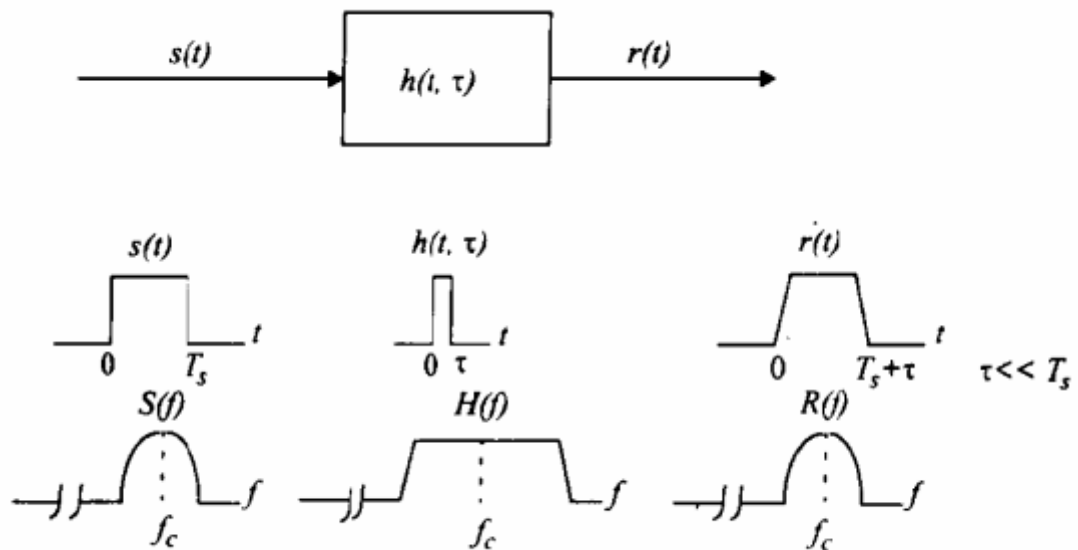 s(t) h(t, τ) r(t)
s(t) h(t, τ) r(t)
t t t
0 T_s 0 τ 0 T_s+τ τ<< T_s
S(f) H(f) R(f)
f f f
f_c f_c f_c